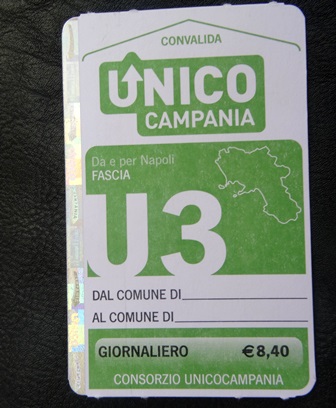 CONVALIDA
UNICO
CAMPANIA
Da e per Napoli
FASCIA
U3
DAL COMUNE DI
AL COMUNE DI
GIORNALIERO €8,40
CONSORZIO UNICOCAMPANIA